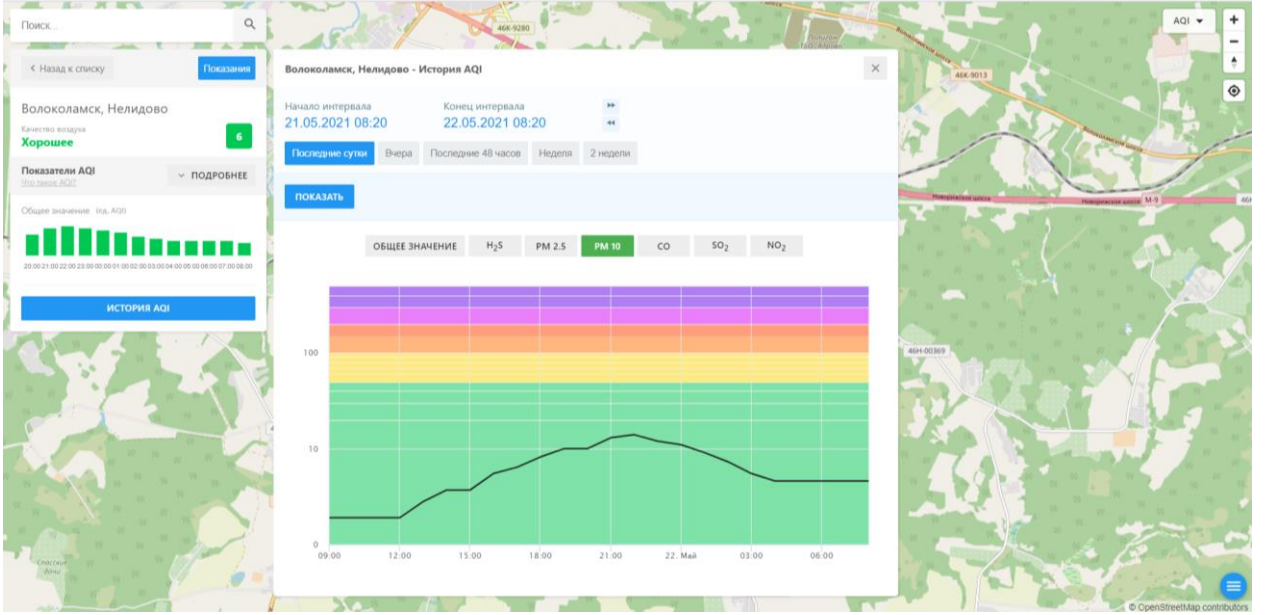 Поиск...
46К-9280
AQI
46К-9013
Назад к списку
Показания
Волоколамск, Нелидово
Качество воздуха
Хорошее
6
Показатели AQI
Что такое AQI?
ПОДРОБНЕЕ
Общее значение (ед. AQI)
20:00 21:00 22:00 23:00 00:00 01:00 02:00 03:00 04:00 05:00 06:00 07:00 08:00
ИСТОРИЯ AQI
Волоколамск, Нелидово - История AQI
Начало интервала
Конец интервала
21.05.2021 08:20
22.05.2021 08:20
Последние сутки
Вчера
Последние 48 часов
Неделя
2 недели
ПОКАЗАТЬ
ОБЩЕЕ ЗНАЧЕНИЕ
H₂S
PM 2.5
PM 10
CO
SO₂
NO₂
100
10
0
09:00
12:00
15:00
18:00
21:00
22. Май
03:00
06:00
Волоколамское шоссе
Новорижское шоссе
Новорижское шоссе
М-9
46Н-00369
© OpenStreetMap contributors